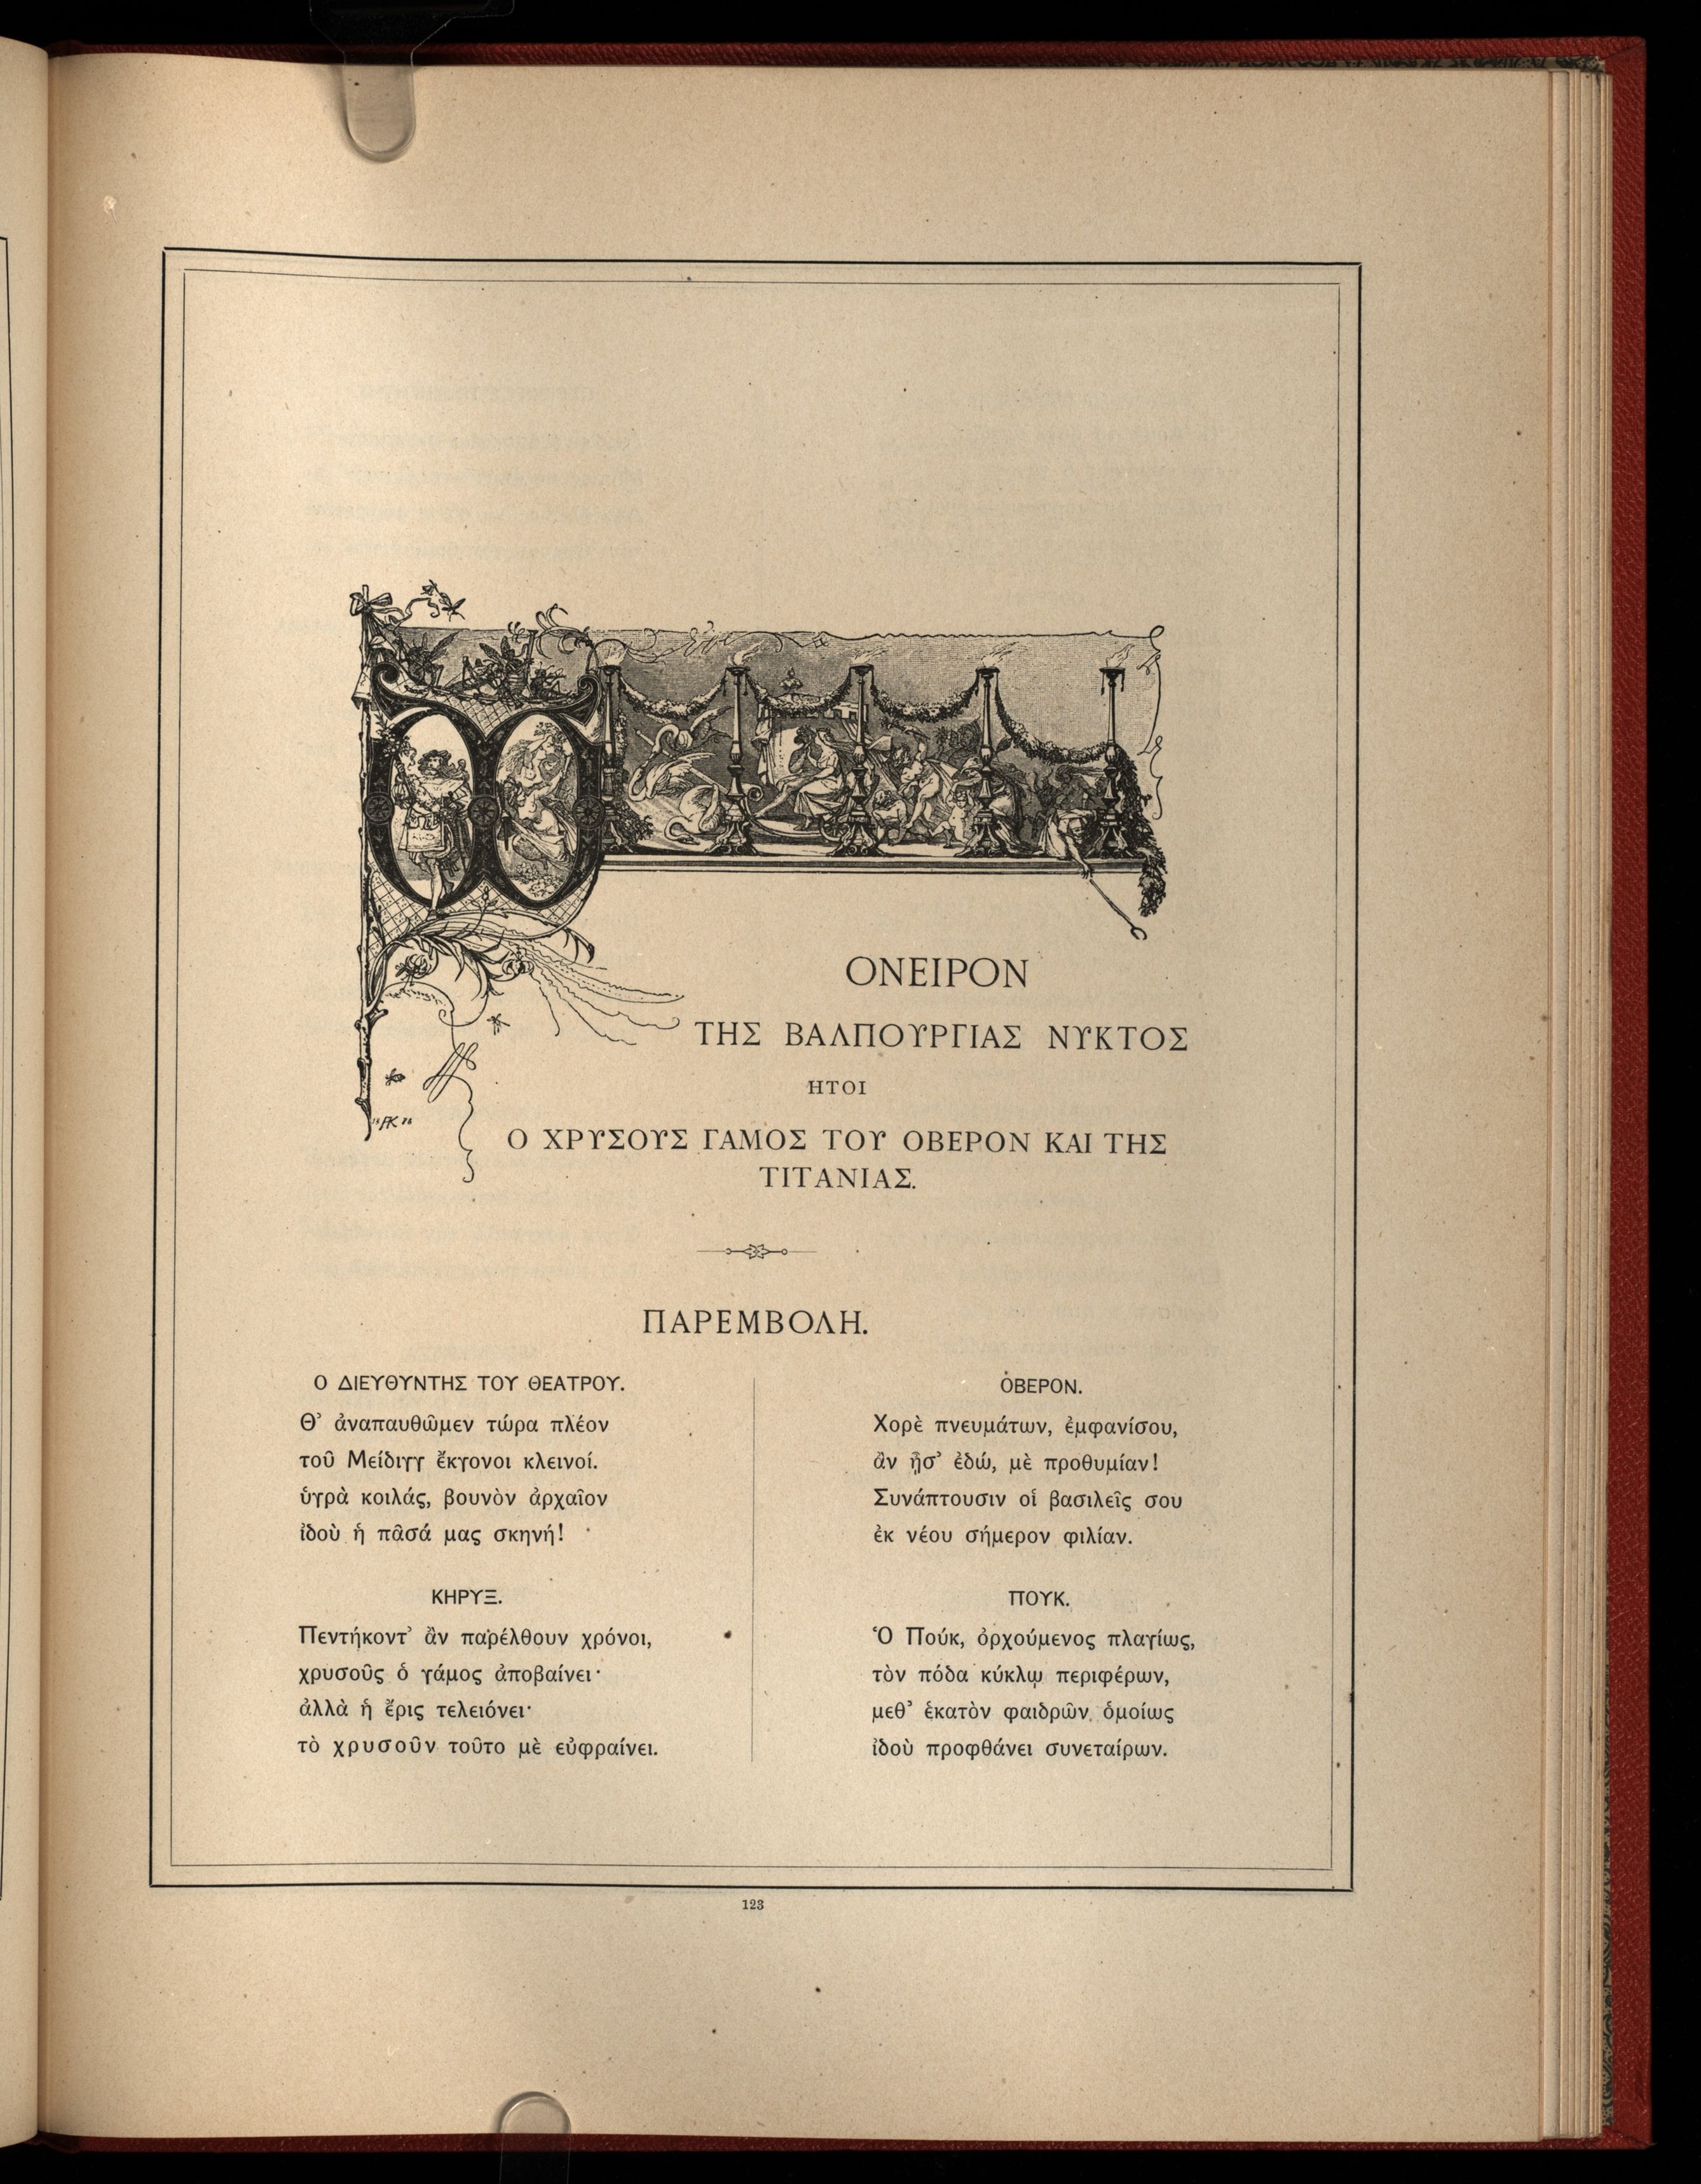 ΟΝΕΙΡΟΝ
ΤΗΣ ΒΑΛΠΟΥΡΓΙΑΣ ΝΥΚΤΟΣ
ΗΤΟΙ
Ο ΧΡΥΣΟΥΣ ΓΑΜΟΣ ΤΟΥ ΟΒΕΡΟΝ ΚΑΙ ΤΗΣ
ΤΙΤΑΝΙΑΣ.
ΠΑΡΕΜΒΟΛΗ.
Ο ΔΙΕΥΘΥΝΤΗΣ ΤΟΥ ΘΕΑΤΡΟΥ.
Θ’ ἀναπαυθῶμεν τώρα πλέον
τοῦ Μείδιγγ ἔκγονοι κλεινοί.
ὑγρὰ κοιλάς, βουνὸν ἀρχαῖον
ἰδοὺ ἡ πᾶσά μας σκηνή!
ΚΗΡΥΞ.
Πεντήκοντ’ ἂν παρέλθουν χρόνοι,
χρυσοῦς ὁ γάμος ἀποβαίνει·
ἀλλὰ ἡ ἔρις τελειόνει·
τὸ χρυσοῦν τοῦτο μὲ εὐφραίνει.
ὈΒΕΡΟΝ.
Χορὲ πνευμάτων, ἐμφανίσου,
ἂν ᾖσ’ ἐδώ, μὲ προθυμίαν!
Συνάπτουσιν οἱ βασιλεῖς σου
ἐκ νέου σήμερον φιλίαν.
ΠΟΥΚ.
Ὁ Πούκ, ὀρχούμενος πλαγίως,
τὸν πόδα κύκλῳ περιφέρων,
μεθ’ ἑκατὸν φαιδρῶν ὁμοίως
ἰδοὺ προφθάνει συνεταίρων.
123